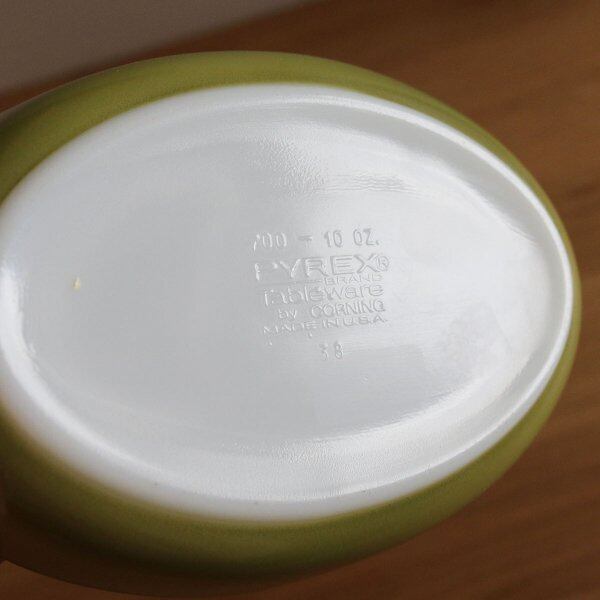 700 - 10 OZ.
PYREX®
BRAND
Tableware
by CORNING
MADE IN U.S.A.
38